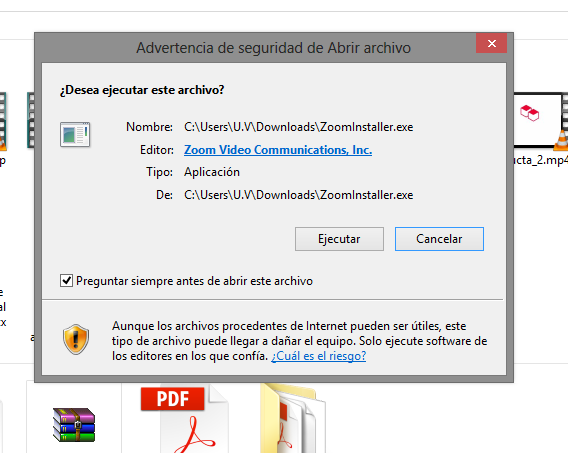 Advertencia de seguridad de Abrir archivo
¿Desea ejecutar este archivo?
Nombre: C:\Users\U.V\Downloads\ZoomInstaller.exe
Editor: Zoom Video Communications, Inc.
Tipo: Aplicación
De: C:\Users\U.V\Downloads\ZoomInstaller.exe
Ejecutar Cancelar
Preguntar siempre antes de abrir este archivo
Aunque los archivos procedentes de Internet pueden ser útiles, este
tipo de archivo puede llegar a dañar el equipo. Solo ejecute software de
los editores en los que confía. ¿Cuál es el riesgo?
p
ucta_2.mp4
e
al
x
a
PDF